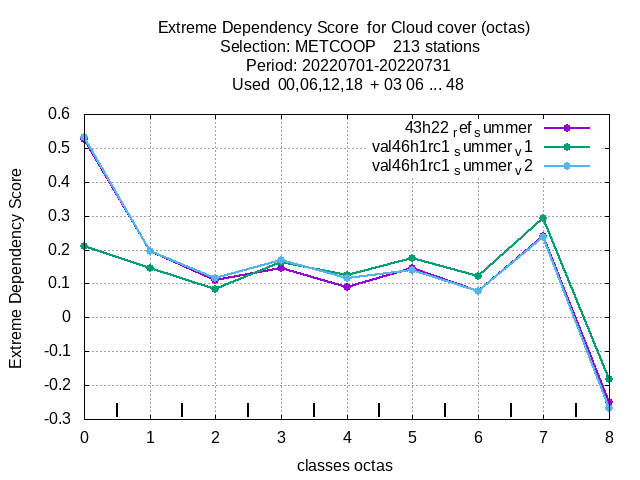 Extreme Dependency Score  for Cloud cover (octas)
Selection: METCOOP    213 stations
Period: 20220701-20220731
Used  00,06,12,18  + 03 06 ... 48
43h22 ref summer
val46h1rc1 summer v1
val46h1rc1 summer v2
Extreme Dependency Score
0.6
0.5
0.4
0.3
0.2
0.1
0
-0.1
-0.2
-0.3
0 1 2 3 4 5 6 7 8
classes octas